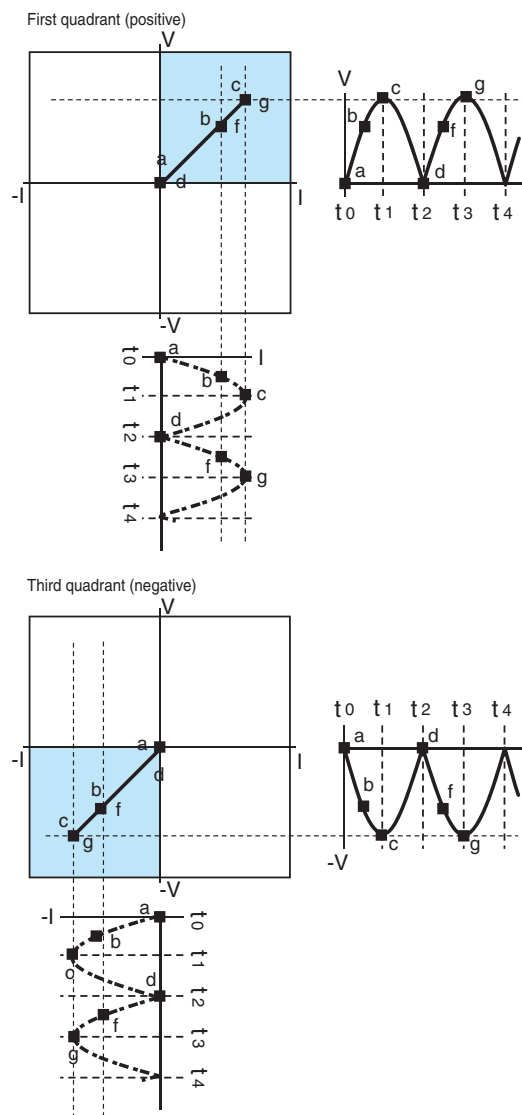 First quadrant (positive)
V
V
c
c
g
g
b
f
b
f
a
a
d
d
-I
I
t0 t1 t2 t3 t4
-V
t0
a
I
b
t1
c
t2
d
f
t3
g
t4
Third quadrant (negative)
V
t0 t1 t2 t3 t4
a
a
d
-I
I
d
b
b
f
f
c
g
c
g
-V
-V
-I
a
t0
b
t1
c
d
t2
f
t3
g
t4